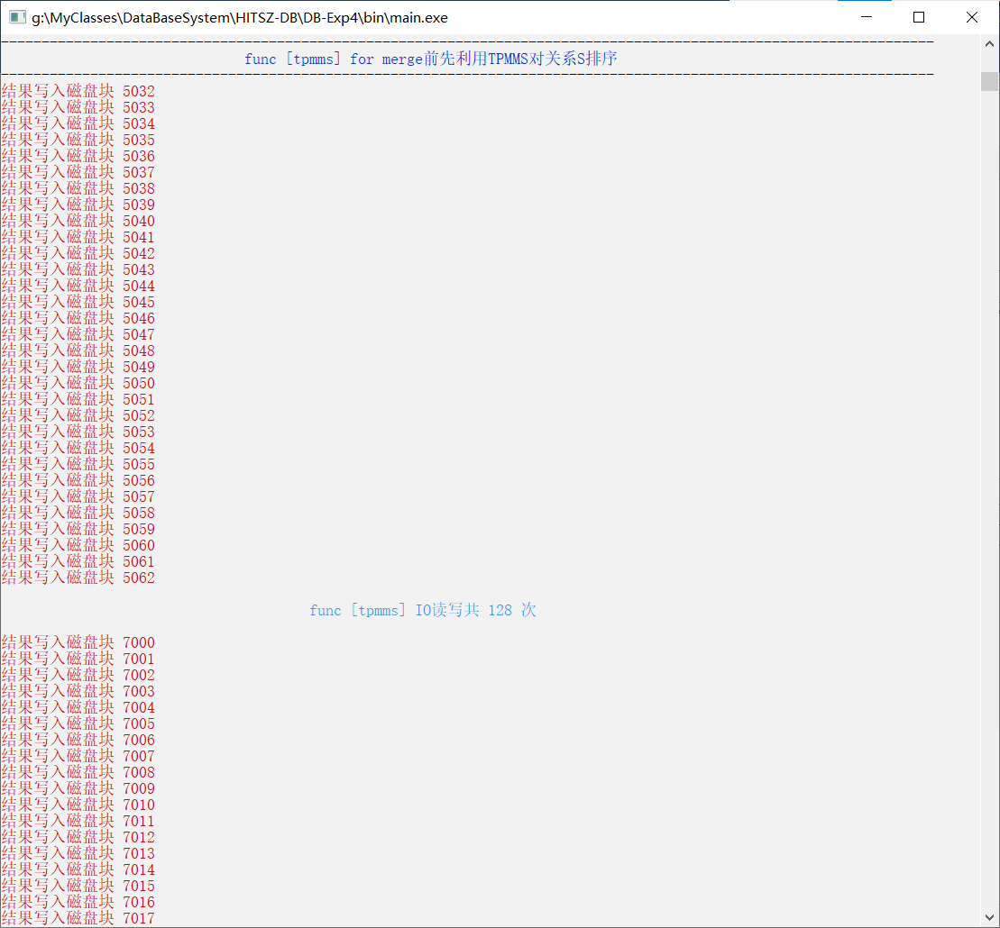 g:\MyClasses\DataBaseSystem\HITSZ-DB\DB-Exp4\bin\main.exe
func [tpmms] for merge前先利用TPMMS对关系S排序
结果写入磁盘块 5032
结果写入磁盘块 5033
结果写入磁盘块 5034
结果写入磁盘块 5035
结果写入磁盘块 5036
结果写入磁盘块 5037
结果写入磁盘块 5038
结果写入磁盘块 5039
结果写入磁盘块 5040
结果写入磁盘块 5041
结果写入磁盘块 5042
结果写入磁盘块 5043
结果写入磁盘块 5044
结果写入磁盘块 5045
结果写入磁盘块 5046
结果写入磁盘块 5047
结果写入磁盘块 5048
结果写入磁盘块 5049
结果写入磁盘块 5050
结果写入磁盘块 5051
结果写入磁盘块 5052
结果写入磁盘块 5053
结果写入磁盘块 5054
结果写入磁盘块 5055
结果写入磁盘块 5056
结果写入磁盘块 5057
结果写入磁盘块 5058
结果写入磁盘块 5059
结果写入磁盘块 5060
结果写入磁盘块 5061
结果写入磁盘块 5062
func [tpmms] IO读写共 128 次
结果写入磁盘块 7000
结果写入磁盘块 7001
结果写入磁盘块 7002
结果写入磁盘块 7003
结果写入磁盘块 7004
结果写入磁盘块 7005
结果写入磁盘块 7006
结果写入磁盘块 7007
结果写入磁盘块 7008
结果写入磁盘块 7009
结果写入磁盘块 7010
结果写入磁盘块 7011
结果写入磁盘块 7012
结果写入磁盘块 7013
结果写入磁盘块 7014
结果写入磁盘块 7015
结果写入磁盘块 7016
结果写入磁盘块 7017